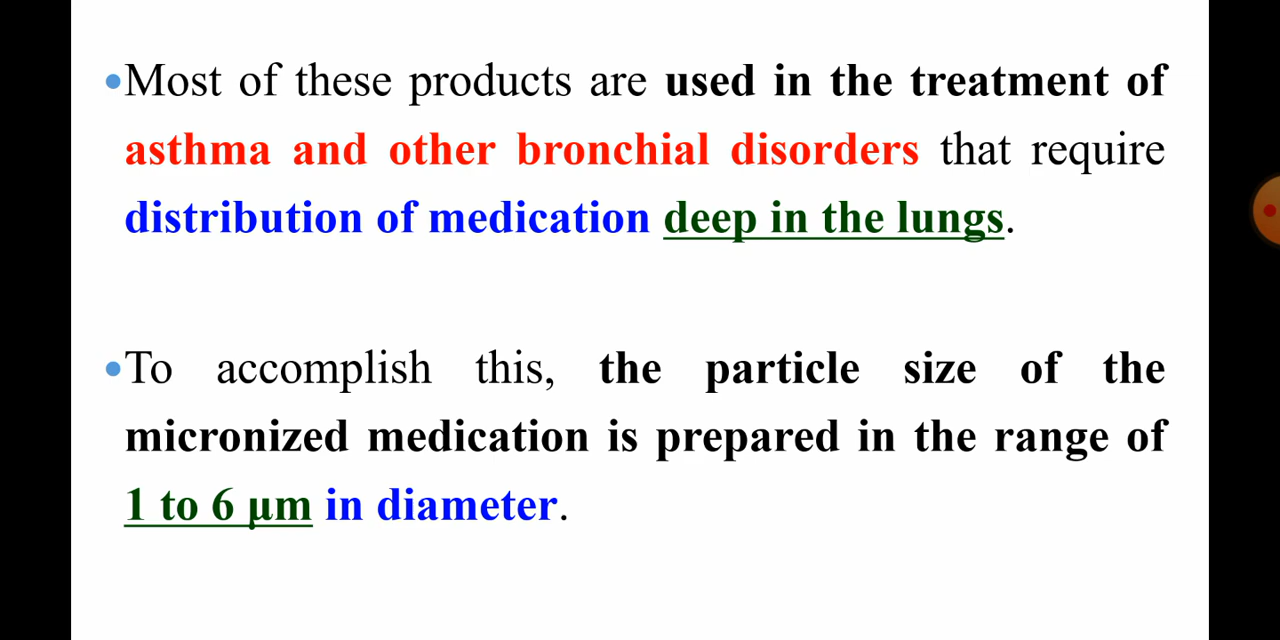 •Most of these products are used in the treatment of
asthma and other bronchial disorders that require
distribution of medication deep in the lungs.
•To accomplish this, the particle size of the
micronized medication is prepared in the range of
1 to 6 μm in diameter.